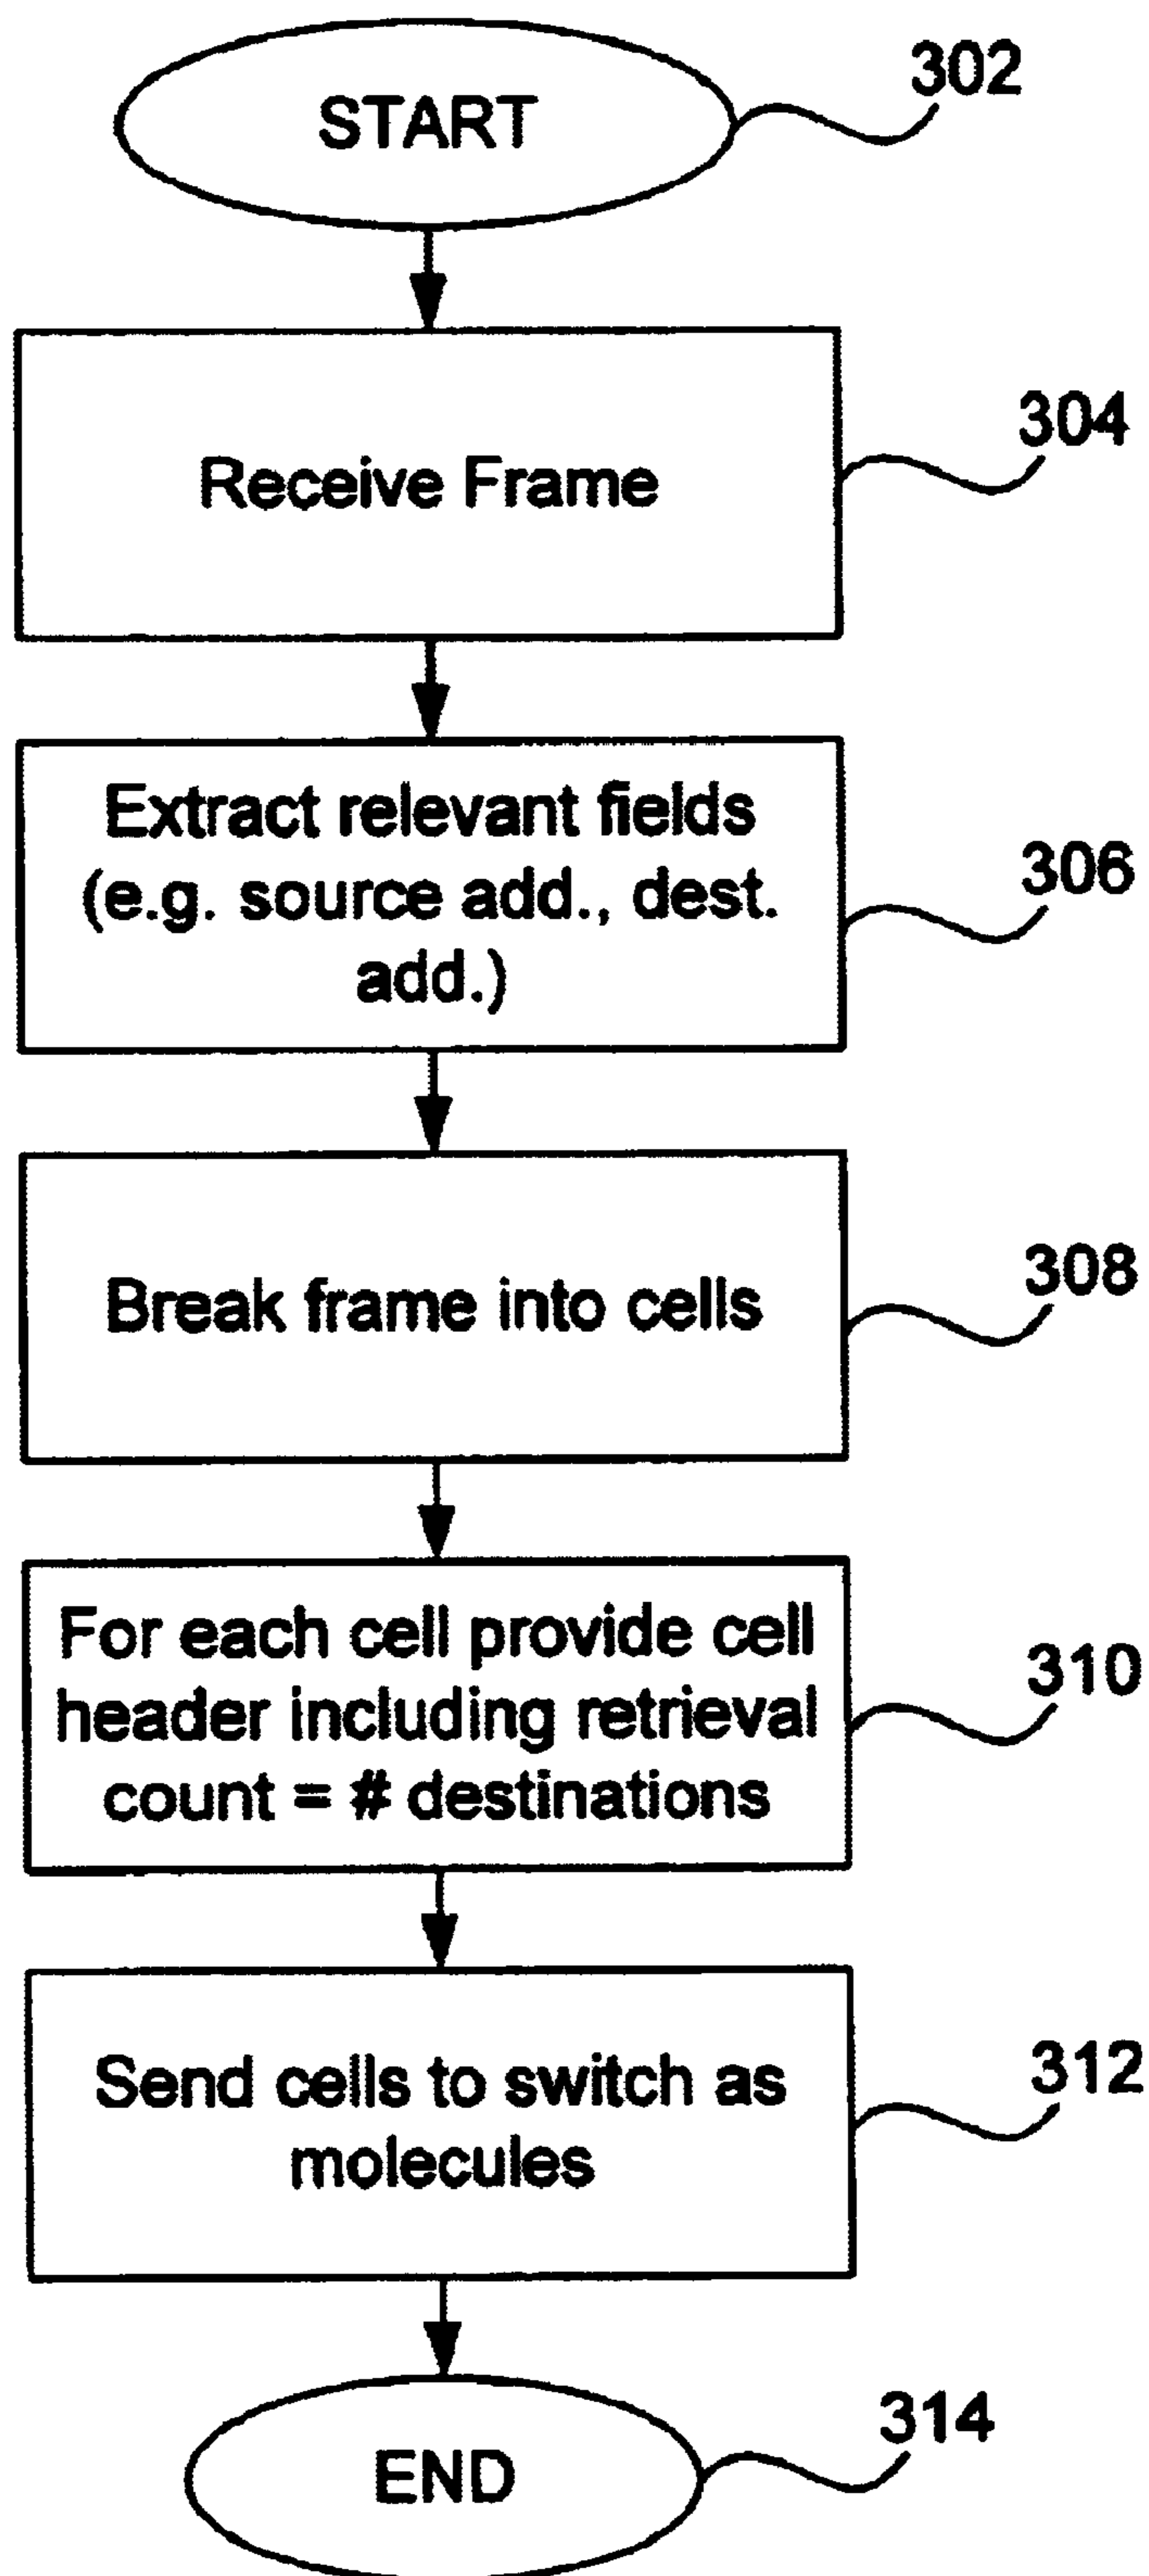 START
302
Receive Frame
304
Extract relevant fields
(e.g. source add., dest.
add.)
306
Break frame into cells
308
For each cell provide cell
header including retrieval
count = # destinations
310
Send cells to switch as
molecules
312
END
314